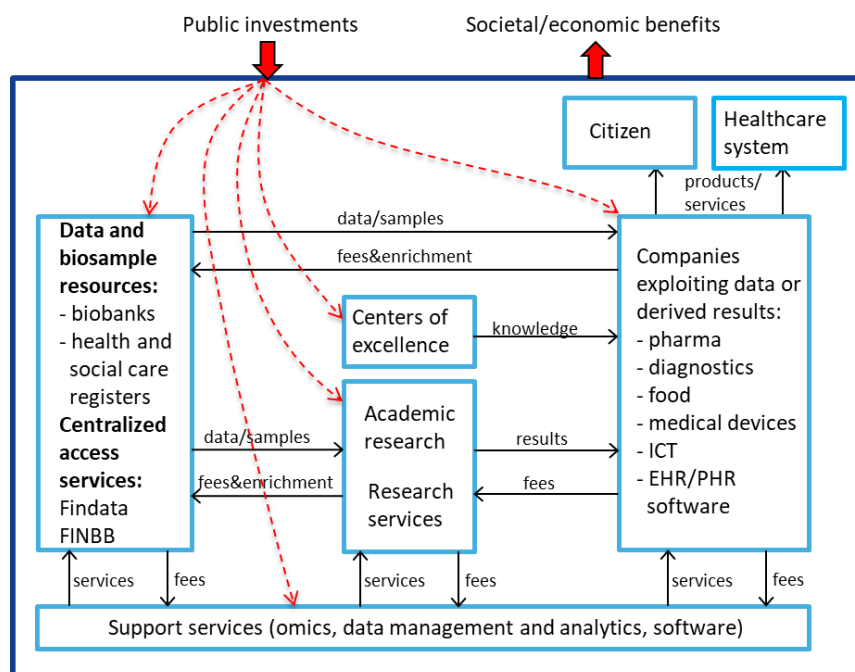 Public investments
Societal/economic benefits
Citizen
Healthcare
system
products/
services
data/samples
fees&enrichment
Data and
biosample
resources:
- biobanks
- health and
social care
registers
Centralized
access
services:
Findata
FINBB
Centers of
excellence
knowledge
Companies
exploiting data or
derived results:
- pharma
- diagnostics
- food
- medical devices
- ICT
- EHR/PHR
software
data/samples
fees&enrichment
Academic
research
Research
services
results
fees
services
fees
services
fees
services
fees
Support services (omics, data management and analytics, software)